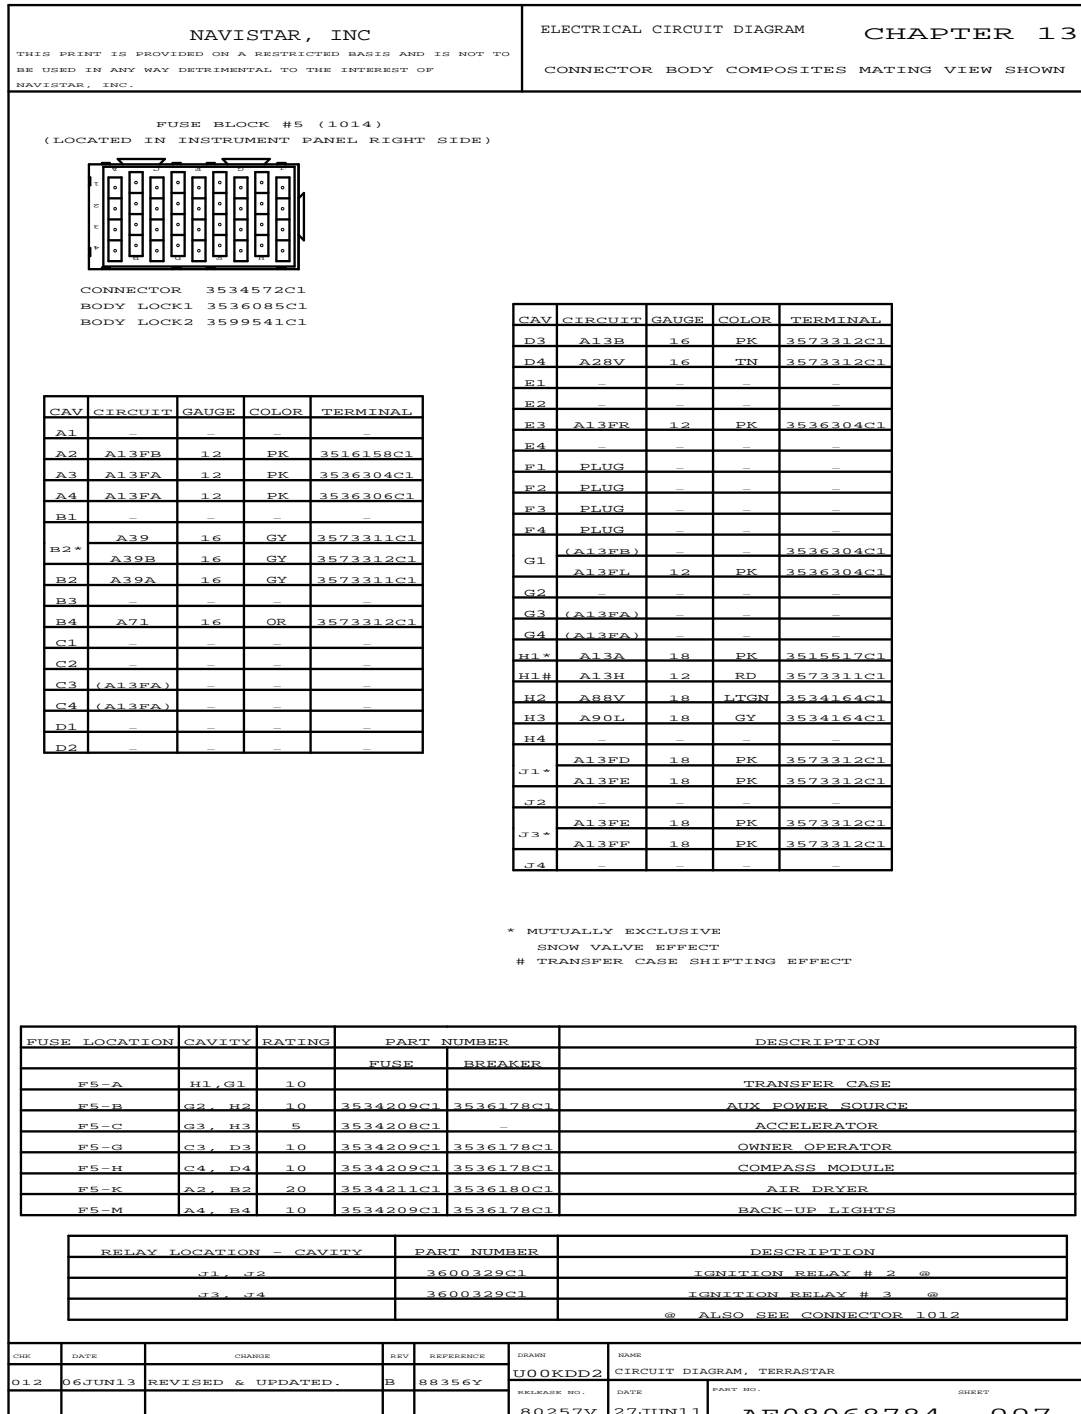 NAVISTAR, INC
THIS PRINT IS PROVIDED ON A RESTRICTED BASIS AND IS NOT TO
BE USED IN ANY WAY DETRIMENTAL TO THE INTEREST OF
NAVISTAR, INC.
ELECTRICAL CIRCUIT DIAGRAM CHAPTER 13
CONNECTOR BODY COMPOSITES MATING VIEW SHOWN
FUSE BLOCK #5 (1014)
(LOCATED IN INSTRUMENT PANEL RIGHT SIDE)
A C E G J
1
2
3
4
B D F H
CONNECTOR 3534572C1
BODY LOCK1 3536085C1
BODY LOCK2 3599541C1
CAV CIRCUIT GAUGE COLOR TERMINAL
A1 – – – –
A2 A13FB 12 PK 3516158C1
A3 A13FA 12 PK 3536304C1
A4 A13FA 12 PK 3536306C1
B1 – – – –
B2* A39 16 GY 3573311C1
A39B 16 GY 3573312C1
B2 A39A 16 GY 3573311C1
B3 – – – –
B4 A71 16 OR 3573312C1
C1 – – – –
C2 – – – –
C3 (A13FA) – – –
C4 (A13FA) – – –
D1 – – – –
D2 – – – –
CAV CIRCUIT GAUGE COLOR TERMINAL
D3 A13B 16 PK 3573312C1
D4 A28V 16 TN 3573312C1
E1 – – – –
E2 – – – –
E3 A13FR 12 PK 3536304C1
E4 – – – –
F1 PLUG – – –
F2 PLUG – – –
F3 PLUG – – –
F4 PLUG – – –
G1 (A13FB) – – 3536304C1
A13FL 12 PK 3536304C1
G2 – – – –
G3 (A13FA) – – –
G4 (A13FA) – – –
H1* A13A 18 PK 3515517C1
H1# A13H 12 RD 3573311C1
H2 A88V 18 LTGN 3534164C1
H3 A90L 18 GY 3534164C1
H4 – – – –
J1* A13FD 18 PK 3573312C1
A13FE 18 PK 3573312C1
J2 – – – –
J3* A13FE 18 PK 3573312C1
A13FF 18 PK 3573312C1
J4 – – – –
* MUTUALLY EXCLUSIVE
SNOW VALVE EFFECT
# TRANSFER CASE SHIFTING EFFECT
FUSE LOCATION CAVITY RATING PART NUMBER DESCRIPTION
FUSE BREAKER
F5-A H1,G1 10 TRANSFER CASE
F5-B G2, H2 10 3534209C1 3536178C1 AUX POWER SOURCE
F5-C G3, H3 5 3534208C1 – ACCELERATOR
F5-G C3, D3 10 3534209C1 3536178C1 OWNER OPERATOR
F5-H C4, D4 10 3534209C1 3536178C1 COMPASS MODULE
F5-K A2, B2 20 3534211C1 3536180C1 AIR DRYER
F5-M A4, B4 10 3534209C1 3536178C1 BACK-UP LIGHTS
RELAY LOCATION - CAVITY PART NUMBER DESCRIPTION
J1, J2 3600329C1 IGNITION RELAY # 2 @
J3, J4 3600329C1 IGNITION RELAY # 3 @
@ ALSO SEE CONNECTOR 1012
CHK DATE CHANGE REV REFERENCE DRAWN NAME
012 06JUN13 REVISED & UPDATED. B 88356Y U00KDD2 CIRCUIT DIAGRAM, TERRASTAR
RELEASE NO. DATE PART NO. SHEET
80257V 27JUN11 AE08068784 007